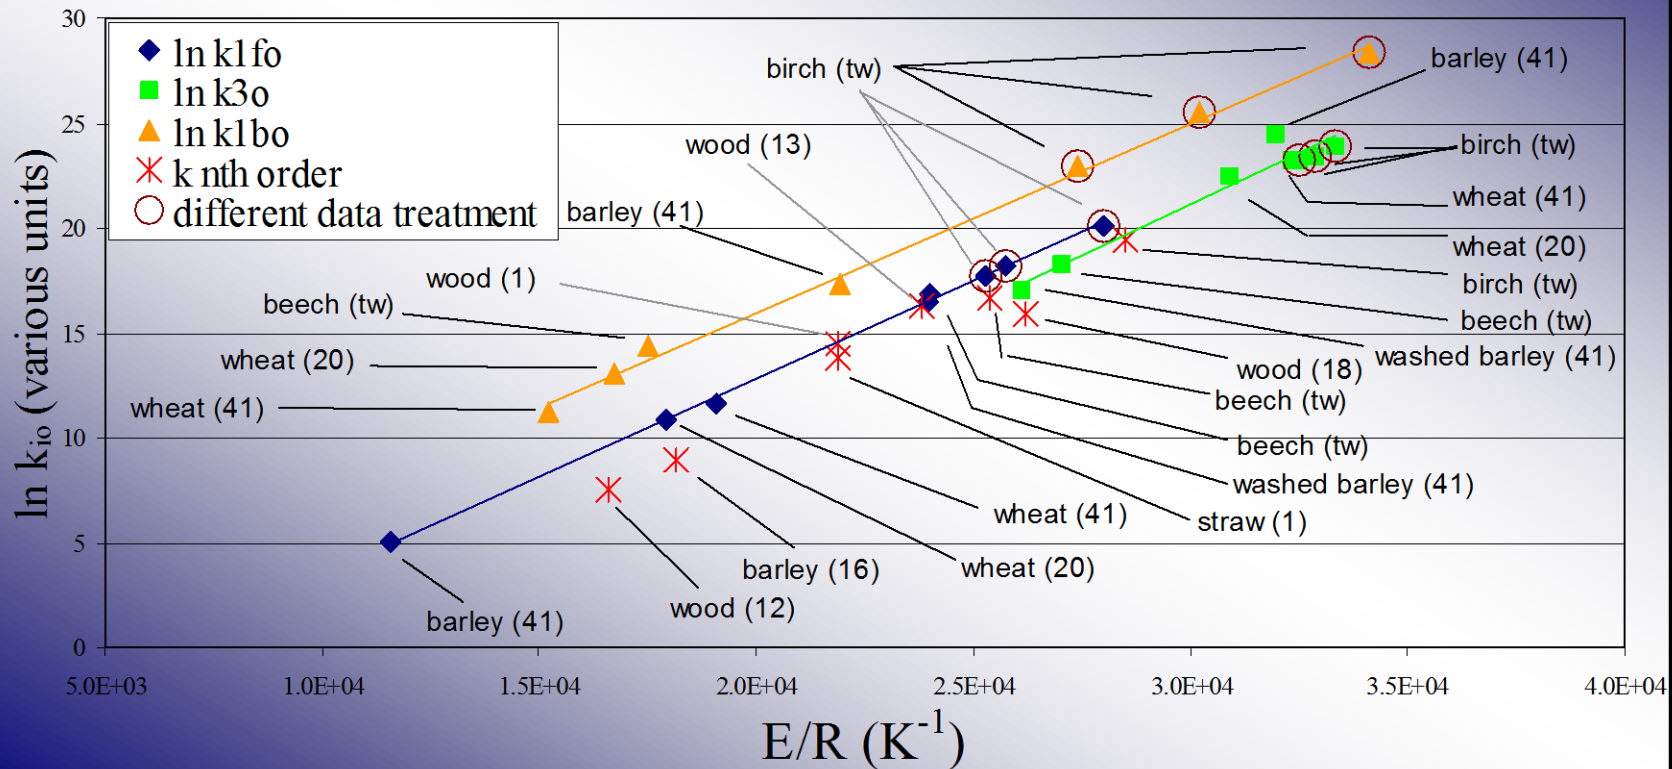 30
25
20
15
10
5
0
ln k_io (various units)
ln k1fo
ln k3o
ln k1bo
k nth order
different data treatment
birch (tw)
barley (41)
wood (13)
birch (tw)
barley (41)
wheat (41)
wood (1)
wheat (20)
beech (tw)
birch (tw)
beech (tw)
wheat (20)
washed barley (41)
wood (18)
wheat (41)
beech (tw)
beech (tw)
washed barley (41)
wheat (41)
straw (1)
barley (16)
wheat (20)
wood (12)
barley (41)
5.0E+03
1.0E+04
1.5E+04
2.0E+04
2.5E+04
3.0E+04
3.5E+04
4.0E+04
E/R (K⁻¹)